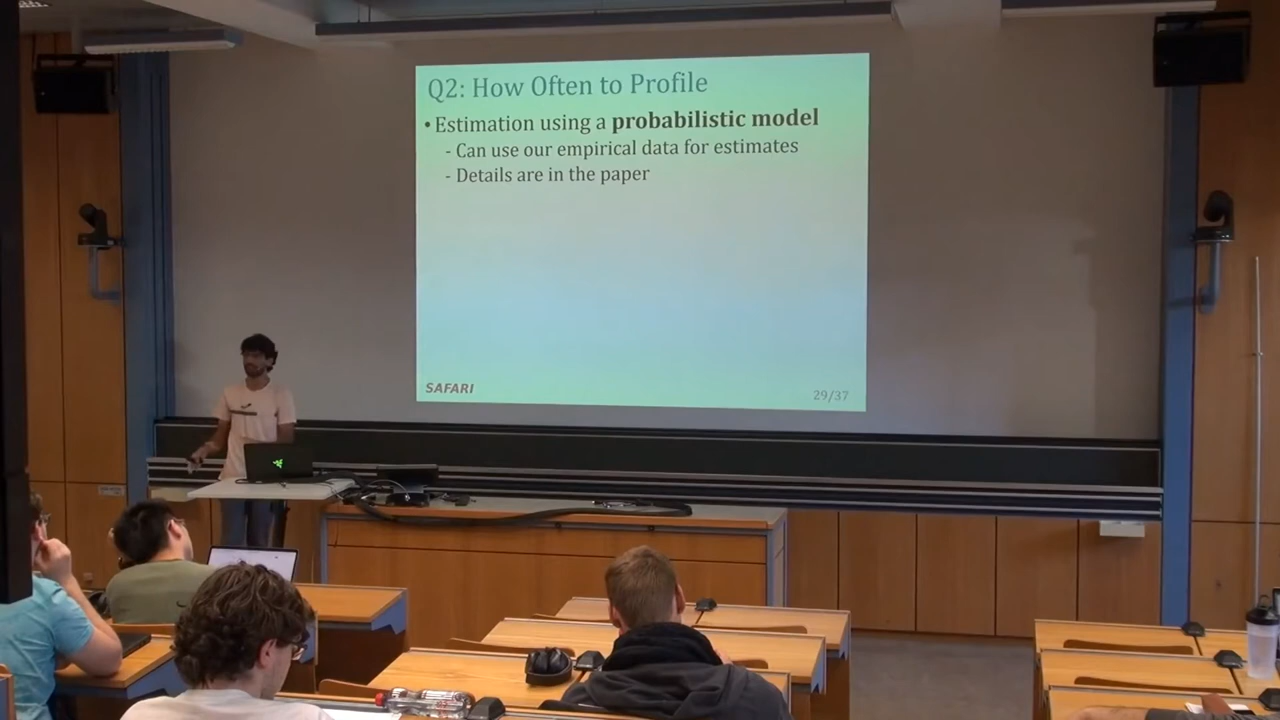 Q2: How Often to Profile
• Estimation using a probabilistic model
- Can use our empirical data for estimates
- Details are in the paper
SAFARI
29/37